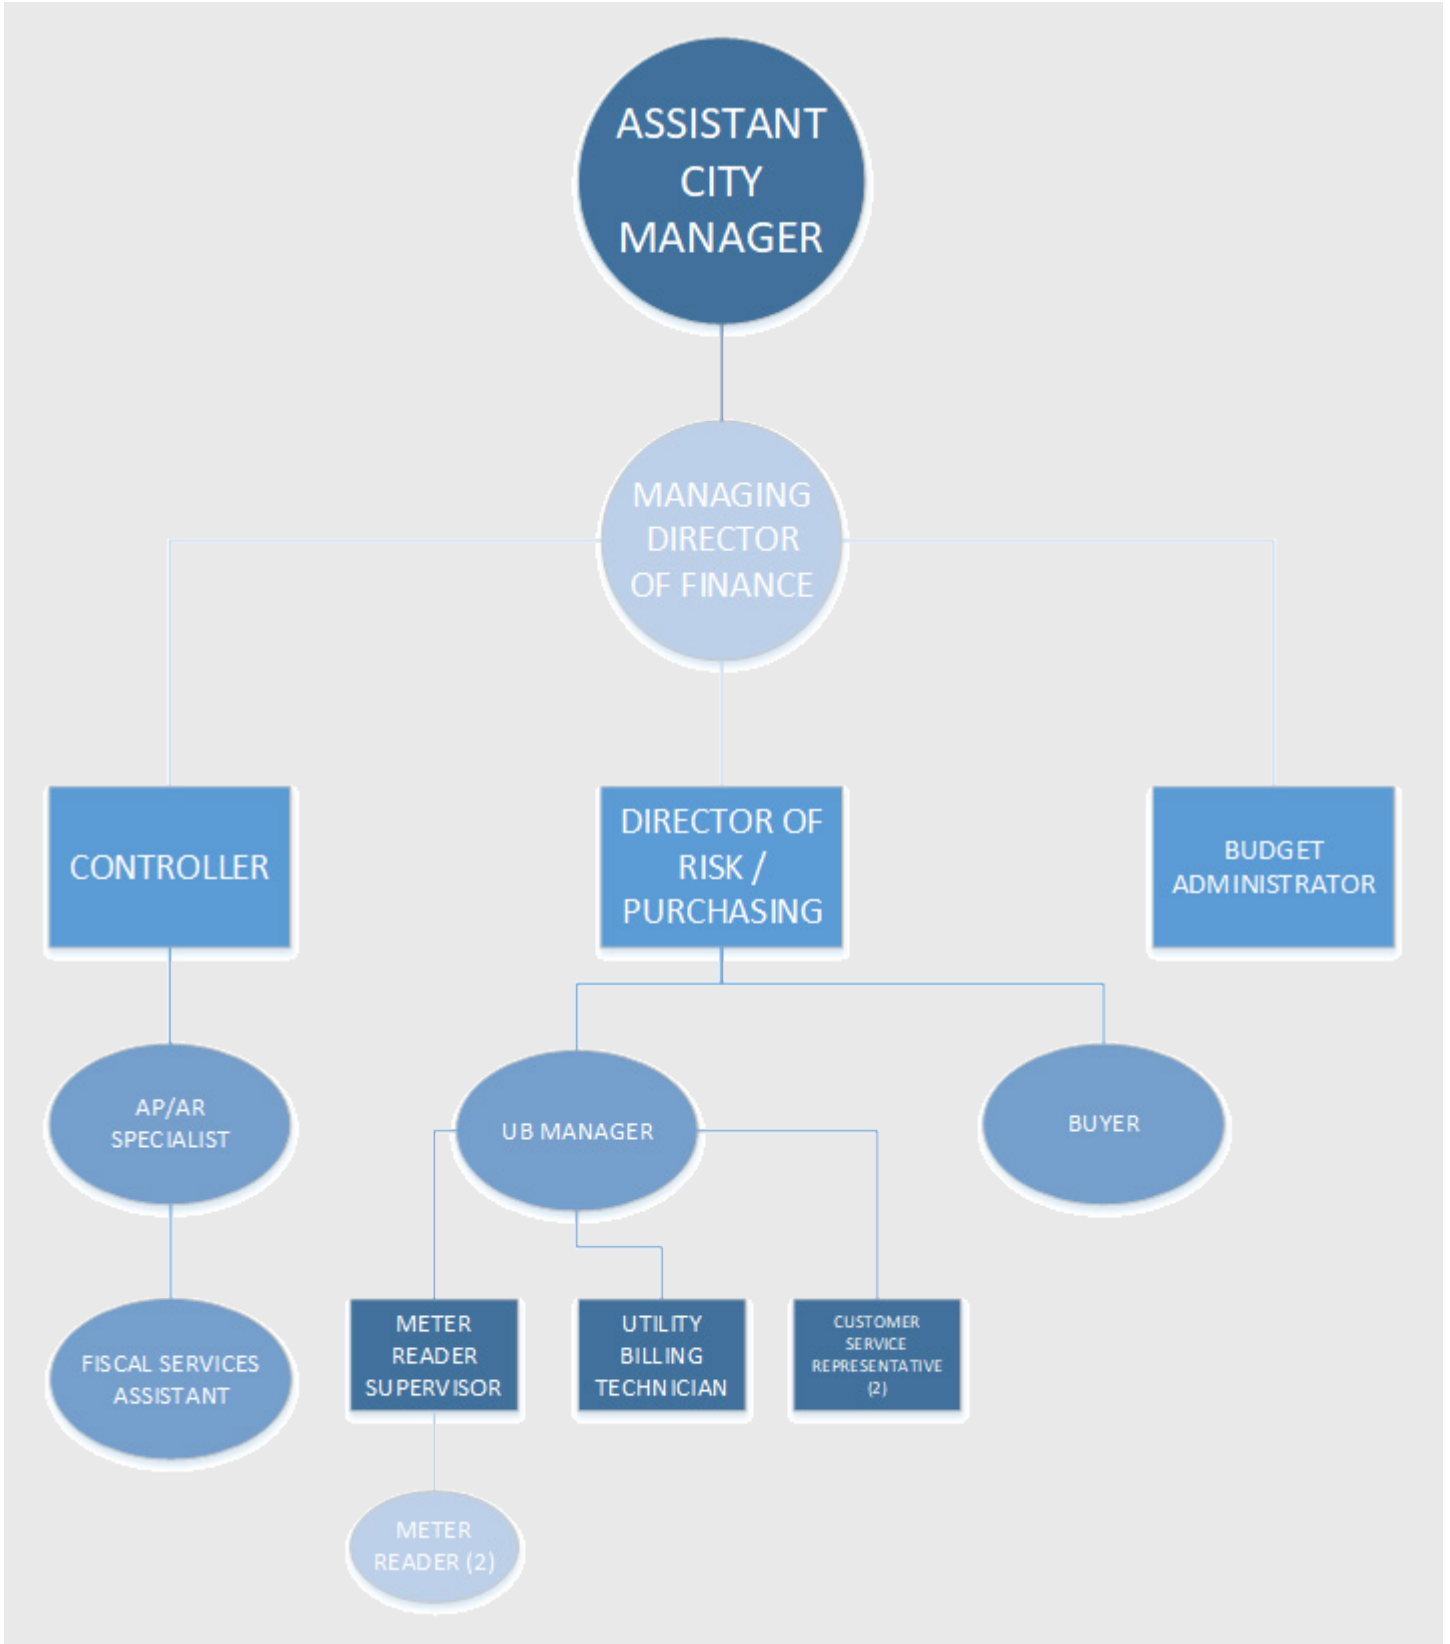 ASSISTANT
CITY
MANAGER
MANAGING
DIRECTOR
OF FINANCE
CONTROLLER
DIRECTOR OF
RISK /
PURCHASING
BUDGET
ADMINISTRATOR
AP/AR
SPECIALIST
UB MANAGER
BUYER
FISCAL SERVICES
ASSISTANT
METER
READER
SUPERVISOR
UTILITY
BILLING
TECHNICIAN
CUSTOMER
SERVICE
REPRESENTATIVE
(2)
METER
READER (2)